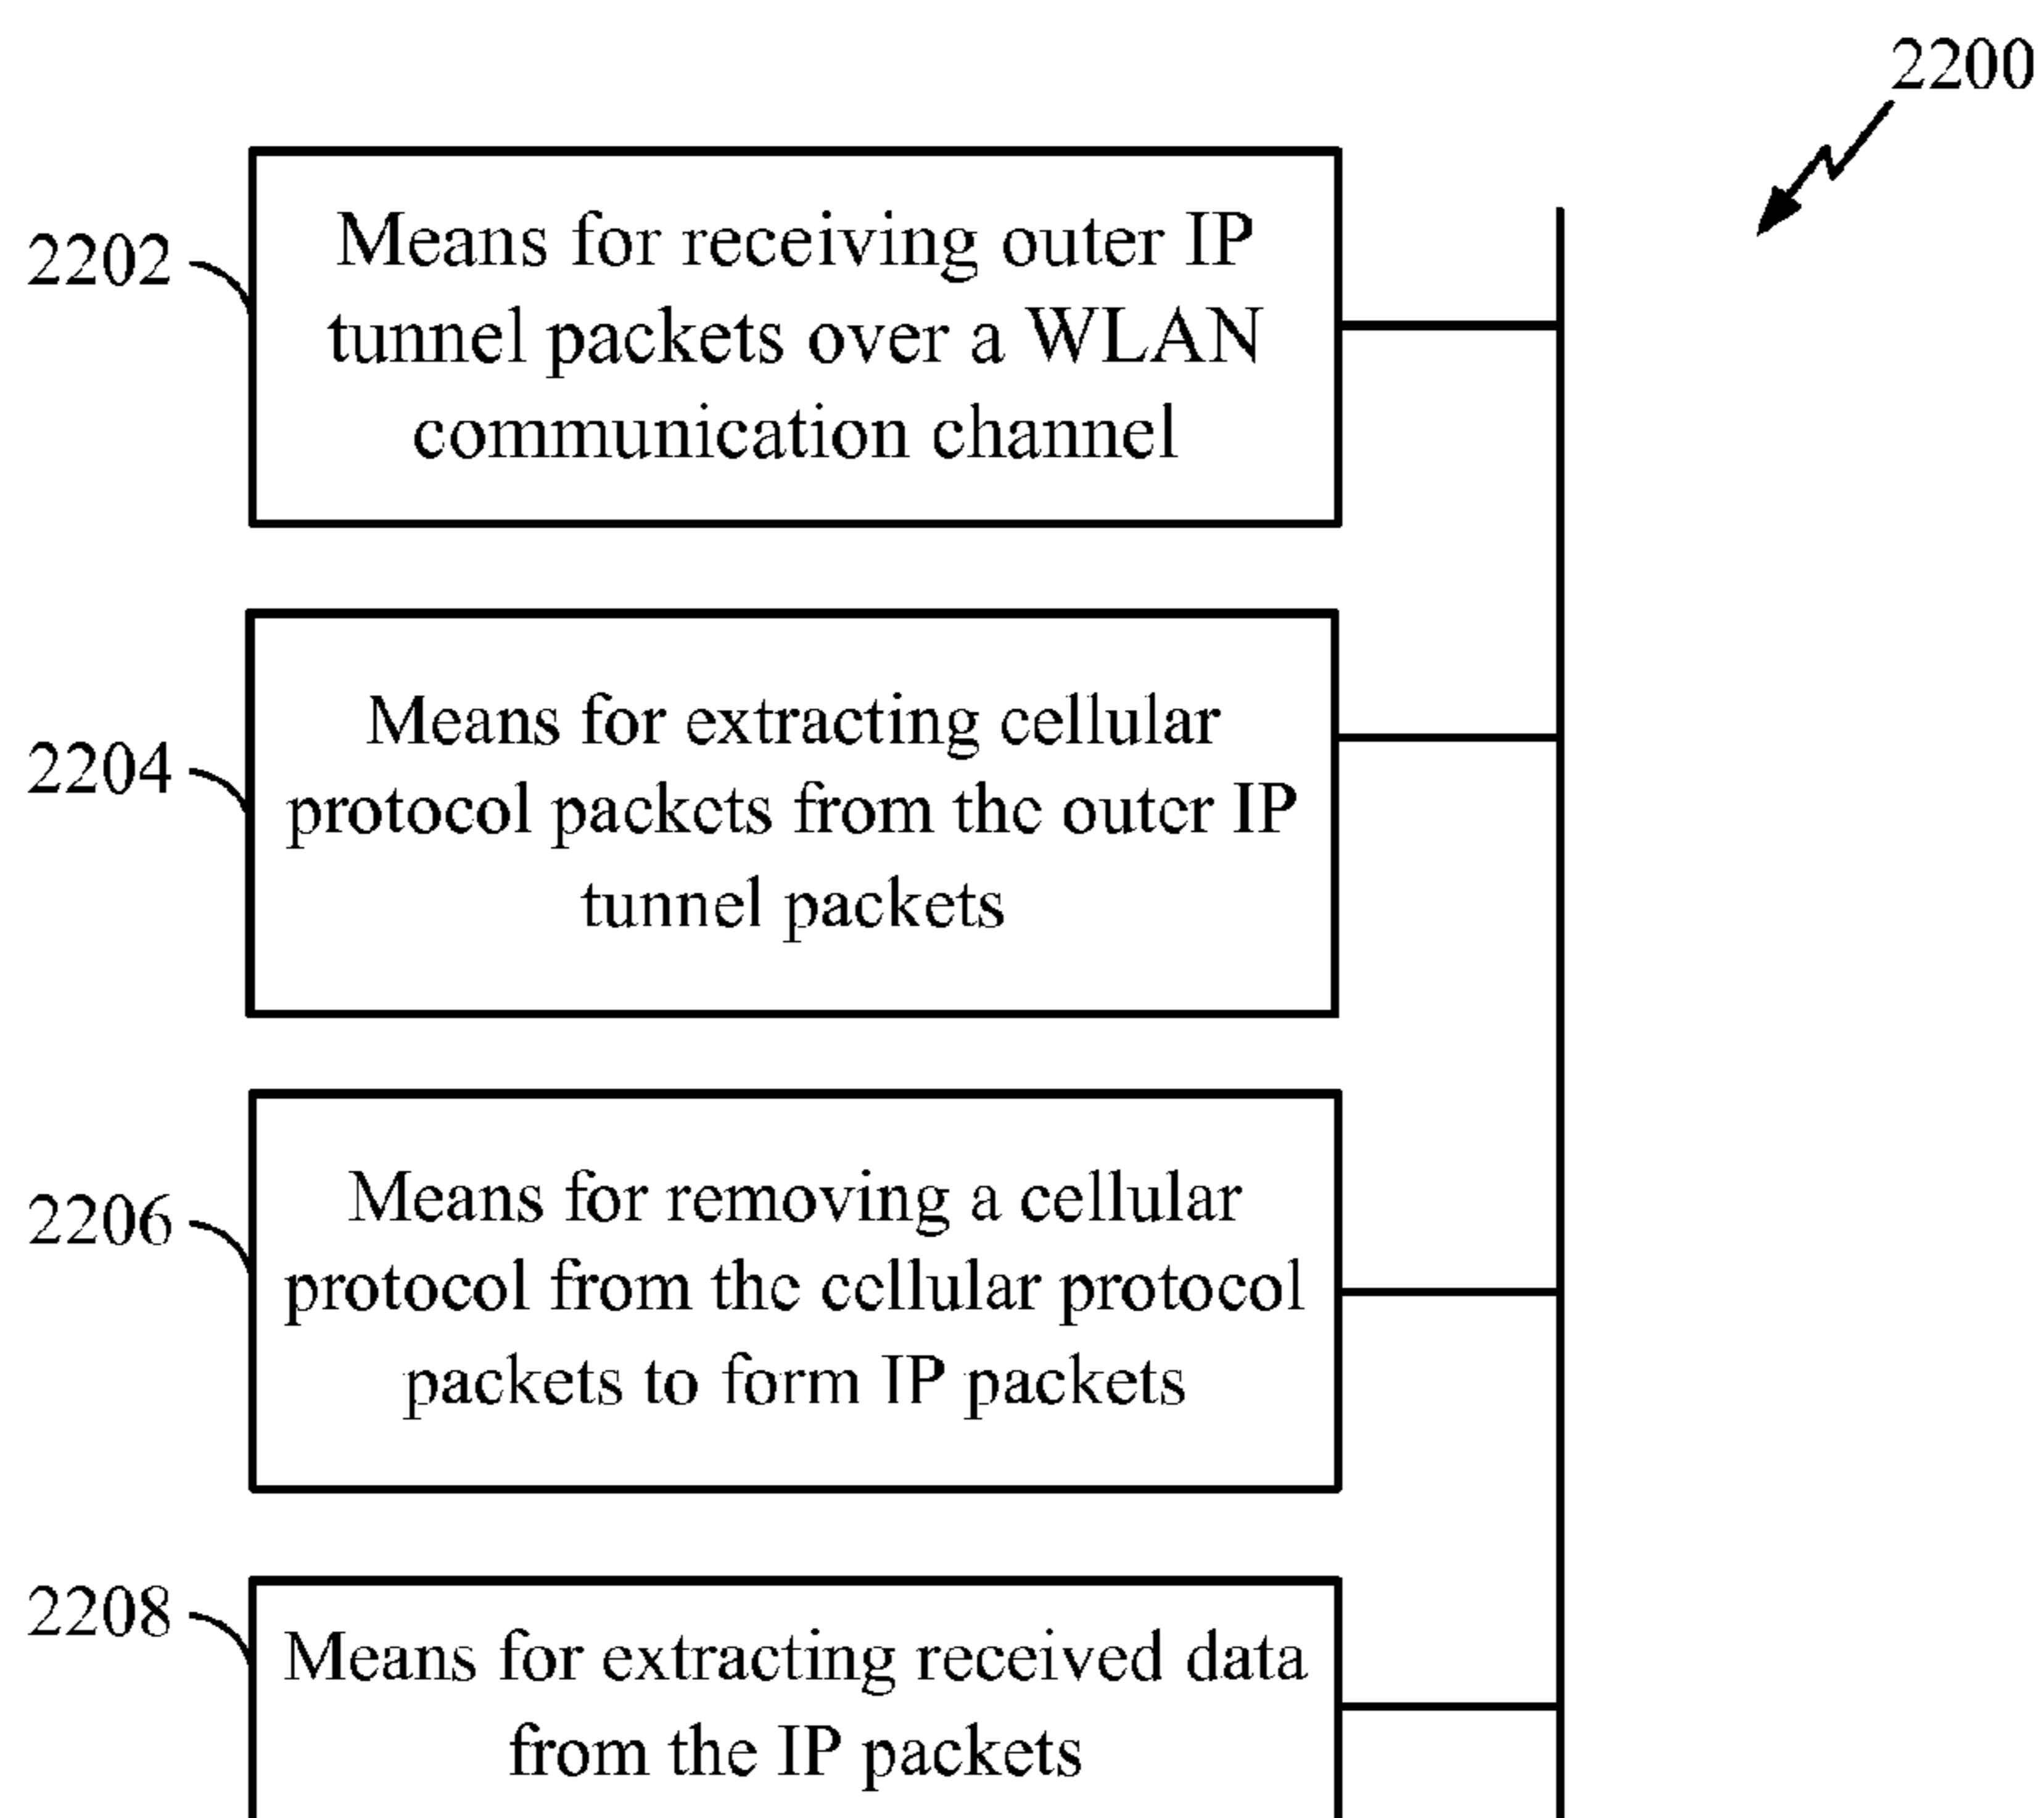 2200
2202
Means for receiving outer IP
tunnel packets over a WLAN
communication channel
2204
Means for extracting cellular
protocol packets from the outer IP
tunnel packets
2206
Means for removing a cellular
protocol from the cellular protocol
packets to form IP packets
2208
Means for extracting received data
from the IP packets